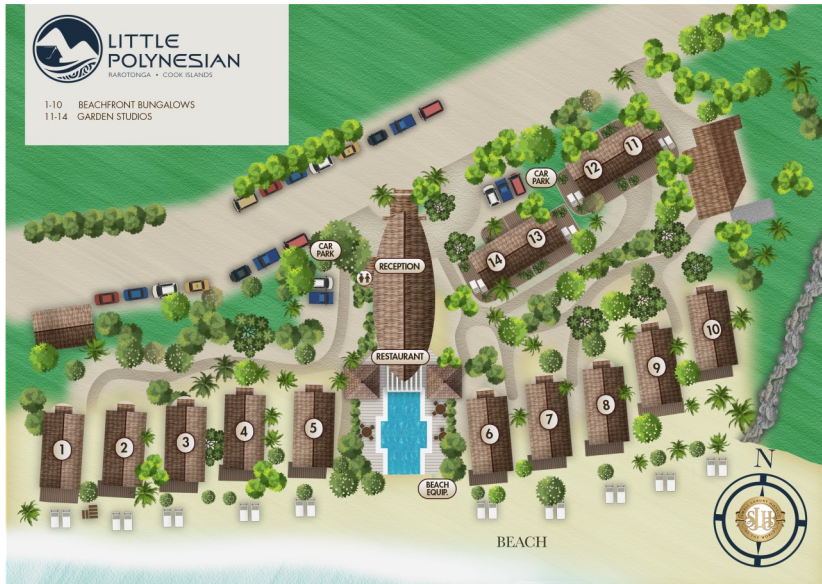 LITTLE
POLYNESIAN
RAROTONGA • COOK ISLANDS
1-10 BEACHFRONT BUNGALOWS
11-14 GARDEN STUDIOS
11
12
CAR
PARK
13
14
CAR
PARK
RECEPTION
RESTAURANT
10
9
8
7
6
5
4
3
2
1
BEACH
EQUIP.
BEACH
N
SLH